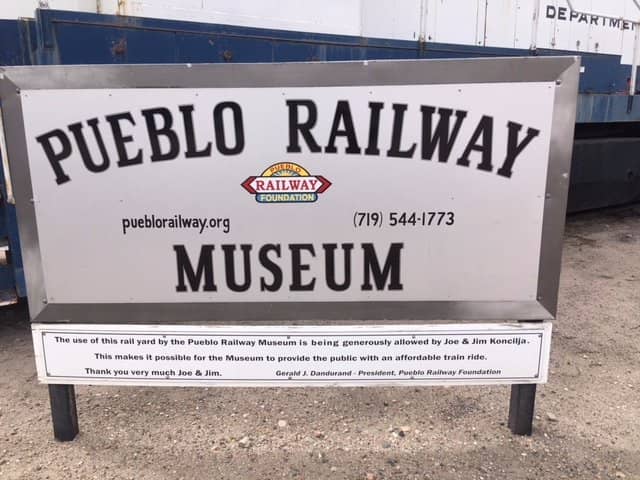 DEPARTMENT
PUEBLO RAILWAY
PUEBLO
RAILWAY
FOUNDATION
pueblorailway.org
(719) 544-1773
MUSEUM
The use of this rail yard by the Pueblo Railway Museum is being generously allowed by Joe & Jim Koncilja.
This makes it possible for the Museum to provide the public with an affordable train ride.
Thank you very much Joe & Jim. Gerald J. Dandurand - President, Pueblo Railway Foundation